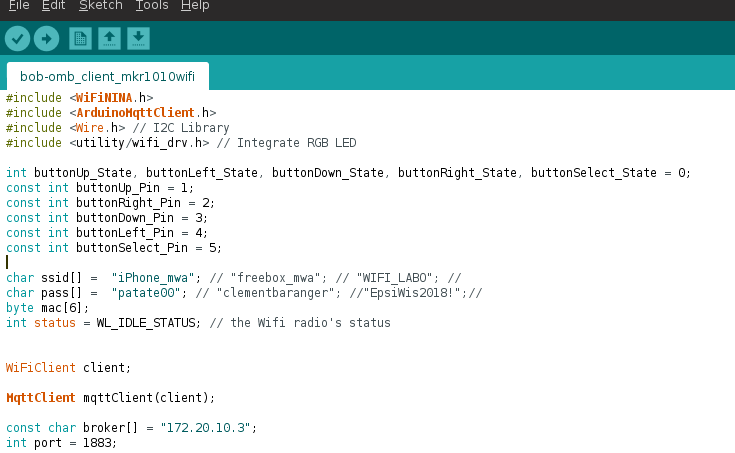 File Edit Sketch Tools Help
bob-omb_client_mkr1010wifi
#include <WiFiNINA.h>
#include <ArduinoMqttClient.h>
#include <Wire.h> // I2C Library
#include <utility/wifi_drv.h> // Integrate RGB LED
int buttonUp_State, buttonLeft_State, buttonDown_State, buttonRight_State, buttonSelect_State = 0;
const int buttonUp_Pin = 1;
const int buttonRight_Pin = 2;
const int buttonDown_Pin = 3;
const int buttonLeft_Pin = 4;
const int buttonSelect_Pin = 5;
char ssid[] =  "iPhone_mwa"; // "freebox_mwa"; // "WIFI_LABO"; //
char pass[] =  "patate00"; // "clementbaranger"; //"EpsiWis2018!";//
byte mac[6];
int status = WL_IDLE_STATUS; // the Wifi radio's status
WiFiClient client;
MqttClient mqttClient(client);
const char broker[] = "172.20.10.3";
int port = 1883;